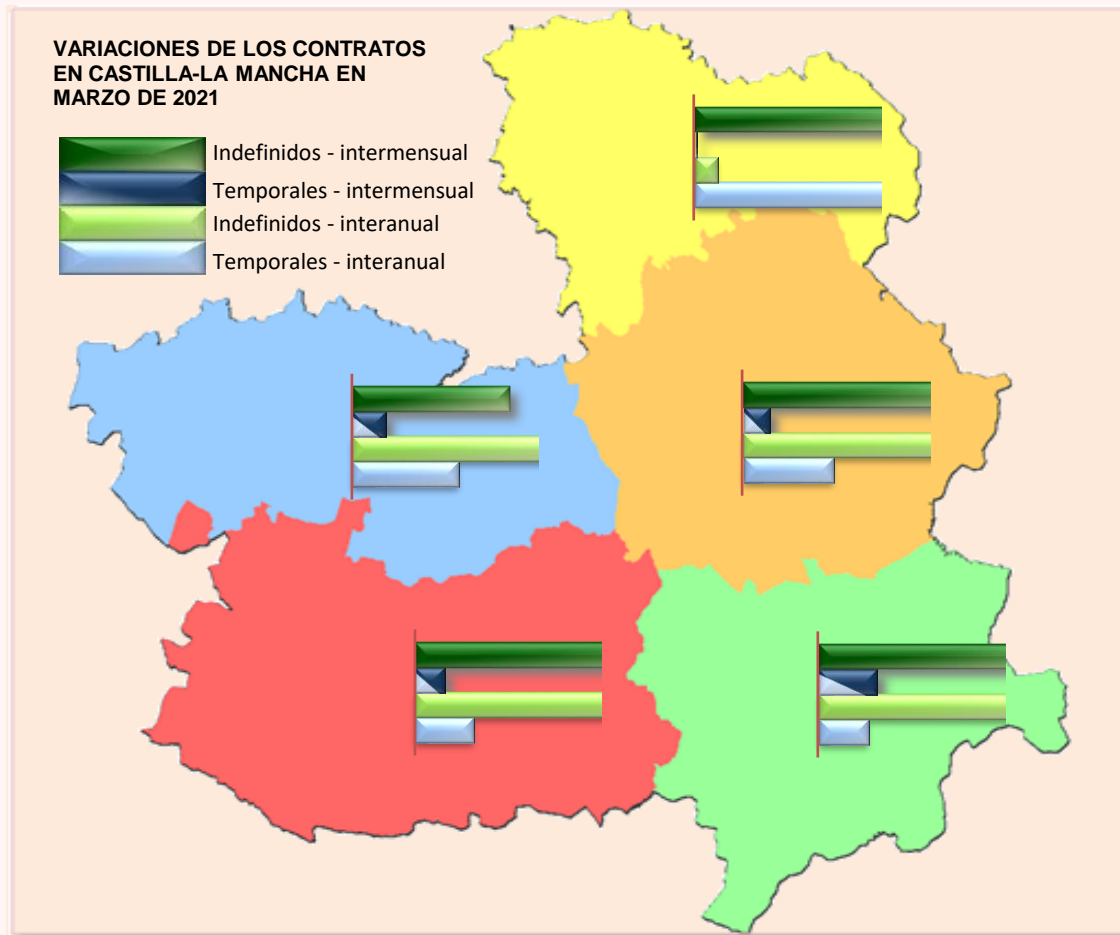 VARIACIONES DE LOS CONTRATOS
EN CASTILLA-LA MANCHA EN
MARZO DE 2021
Indefinidos - intermensual
Temporales - intermensual
Indefinidos - interanual
Temporales - interanual